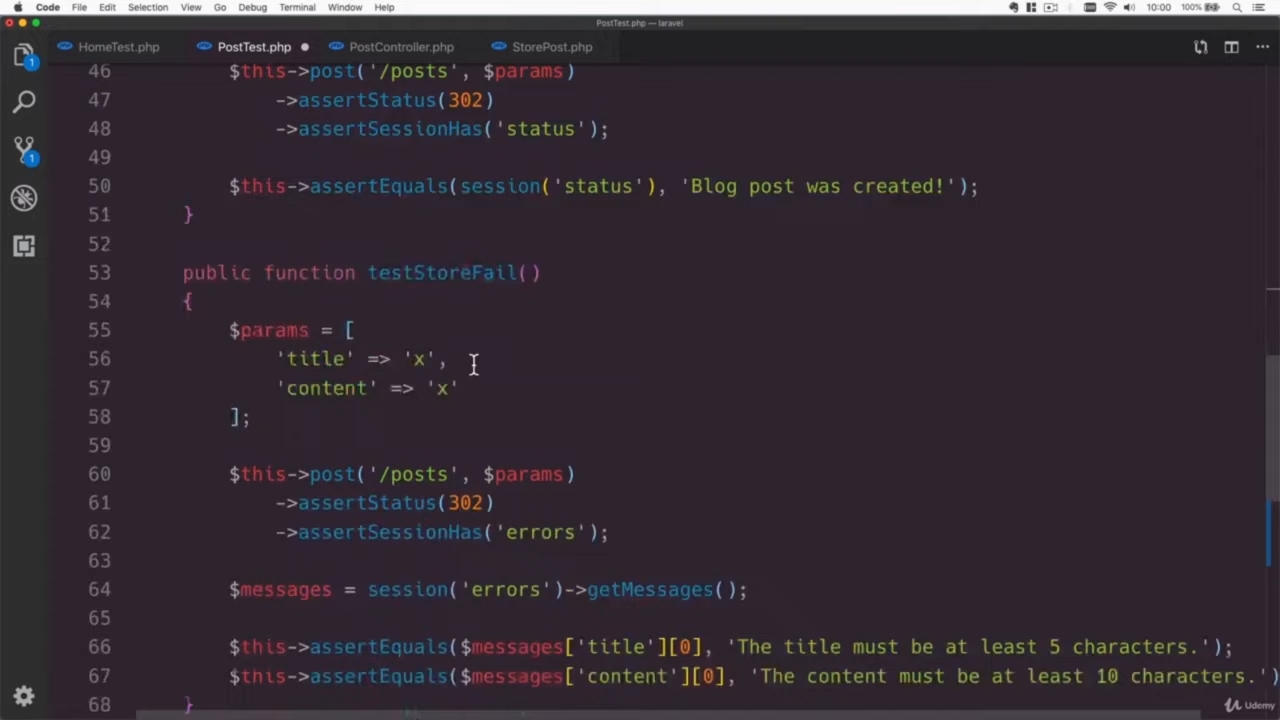 Code File Edit Selection View Go Debug Terminal Window Help 10:00 100%
PostTest.php — laravel
HomeTest.php PostTest.php PostController.php StorePost.php
46 $this->post('/posts', $params)
47 ->assertStatus(302)
48 ->assertSessionHas('status');
49
50 $this->assertEquals(session('status'), 'Blog post was created!');
51 }
52
53 public function testStoreFail()
54 {
55 $params = [
56 'title' => 'x',
57 'content' => 'x'
58 ];
59
60 $this->post('/posts', $params)
61 ->assertStatus(302)
62 ->assertSessionHas('errors');
63
64 $messages = session('errors')->getMessages();
65
66 $this->assertEquals($messages['title'][0], 'The title must be at least 5 characters.');
67 $this->assertEquals($messages['content'][0], 'The content must be at least 10 characters.')
68 }
1
1
Udemy